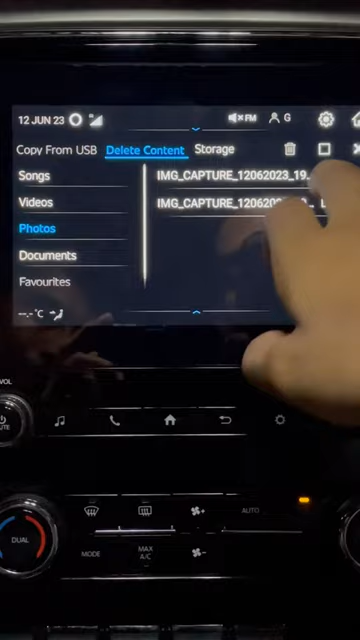 12 JUN 23 FM G
Copy From USB Delete Content Storage
Songs IMG_CAPTURE_12062023_19..
Videos IMG_CAPTURE_1206202
Photos
Documents
Favourites
--.- °C
VOL
MUTE
AUTO
DUAL
MODE MAX A/C